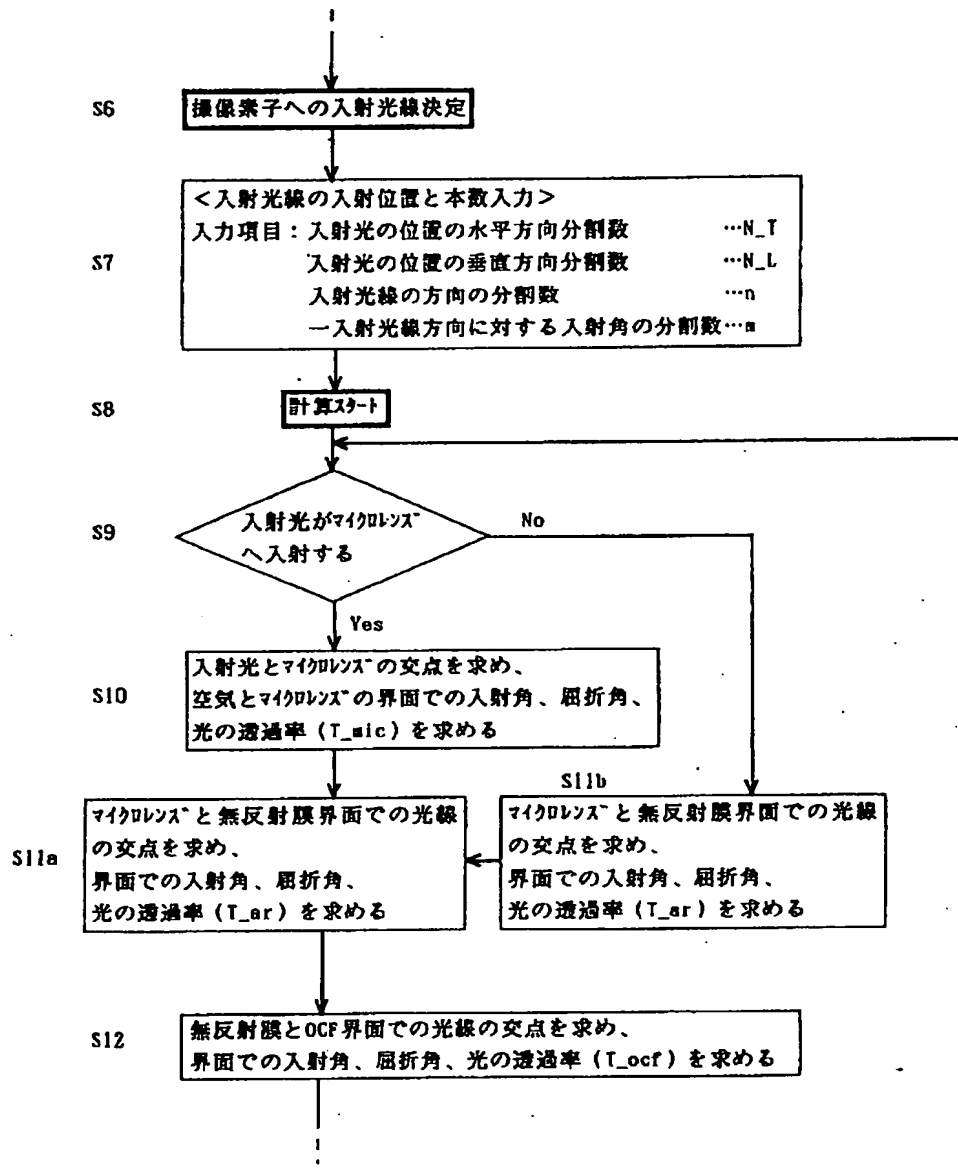 S6
撮像素子への入射光線決定
S7
<入射光線の入射位置と本数入力>
入力項目：入射光の位置の水平方向分割数 …N_T
入射光の位置の垂直方向分割数 …N_L
入射光線の方向の分割数 …n
一入射光線方向に対する入射角の分割数…m
S8
計算スタート
S9
入射光がマイクロレンズ
へ入射する
No
Yes
S10
入射光とマイクロレンズの交点を求め、
空気とマイクロレンズの界面での入射角、屈折角、
光の透過率（T_mic）を求める
S11a
マイクロレンズと無反射膜界面での光線
の交点を求め、
界面での入射角、屈折角、
光の透過率（T_ar）を求める
S11b
マイクロレンズと無反射膜界面での光線
の交点を求め、
界面での入射角、屈折角、
光の透過率（T_ar）を求める
S12
無反射膜とOCF界面での光線の交点を求め、
界面での入射角、屈折角、光の透過率（T_ocf）を求める